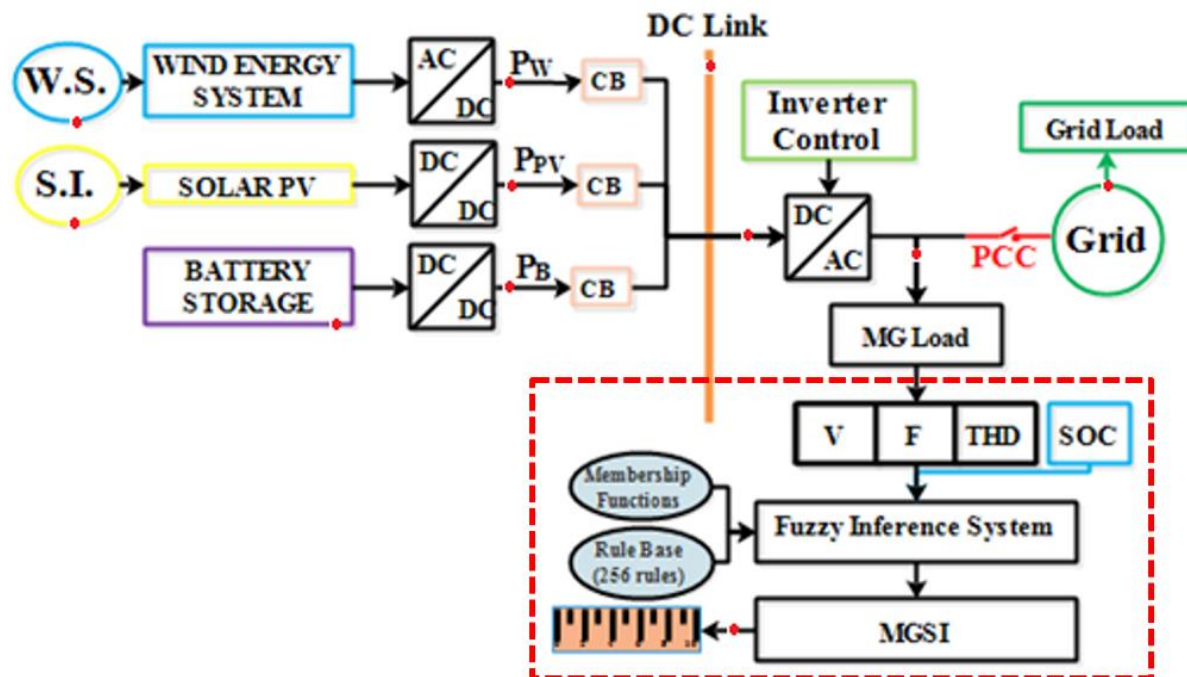 DC Link
W.S.
WIND ENERGY
SYSTEM
AC
DC
PW
CB
Inverter
Control
Grid Load
S.I.
SOLAR PV
DC
DC
PPV
CB
DC
AC
PCC
Grid
BATTERY
STORAGE
DC
DC
PB
CB
MG Load
V
F
THD
SOC
Membership
Functions
Fuzzy Inference System
Rule Base
(256 rules)
MGSI